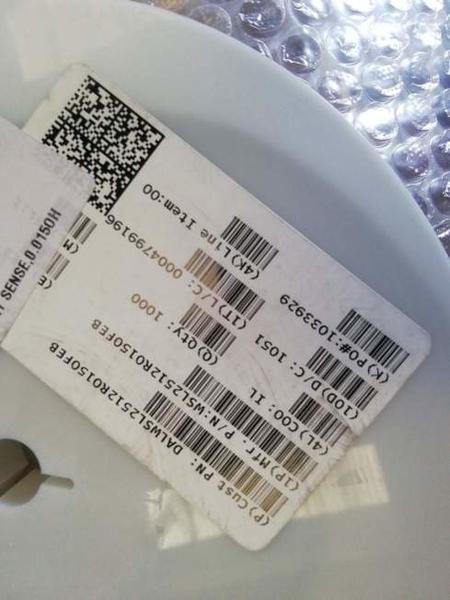 (P)Cust PN: DALWSL2512R0150FEB
(1P)Mfr. P/N:WSL2512R0150FEB
(4L)COO: IL
(Q)Qty : 1000
(10D)D/C: 1051
(1T)L/C: 0004799196
(K)PO#:1033929
(4K)Line Item:00
(M
(E
SENSE,0.015OH